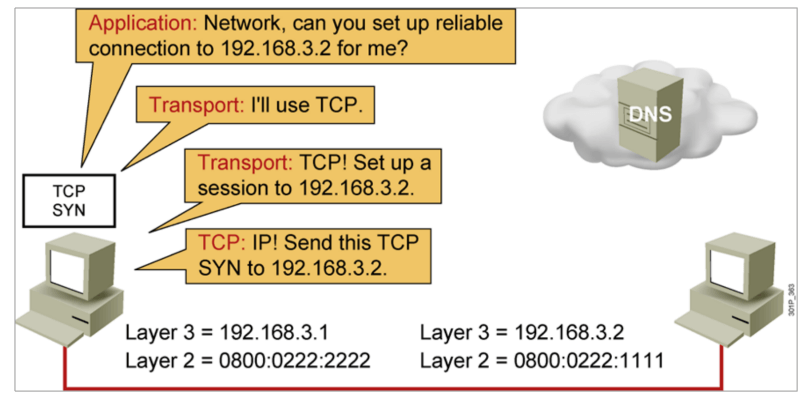 Application: Network, can you set up reliable
connection to 192.168.3.2 for me?
Transport: I'll use TCP.
DNS
Transport: TCP! Set up a
session to 192.168.3.2.
TCP
SYN
TCP: IP! Send this TCP
SYN to 192.168.3.2.
Layer 3 = 192.168.3.1
Layer 2 = 0800:0222:2222
Layer 3 = 192.168.3.2
Layer 2 = 0800:0222:1111
301P_363